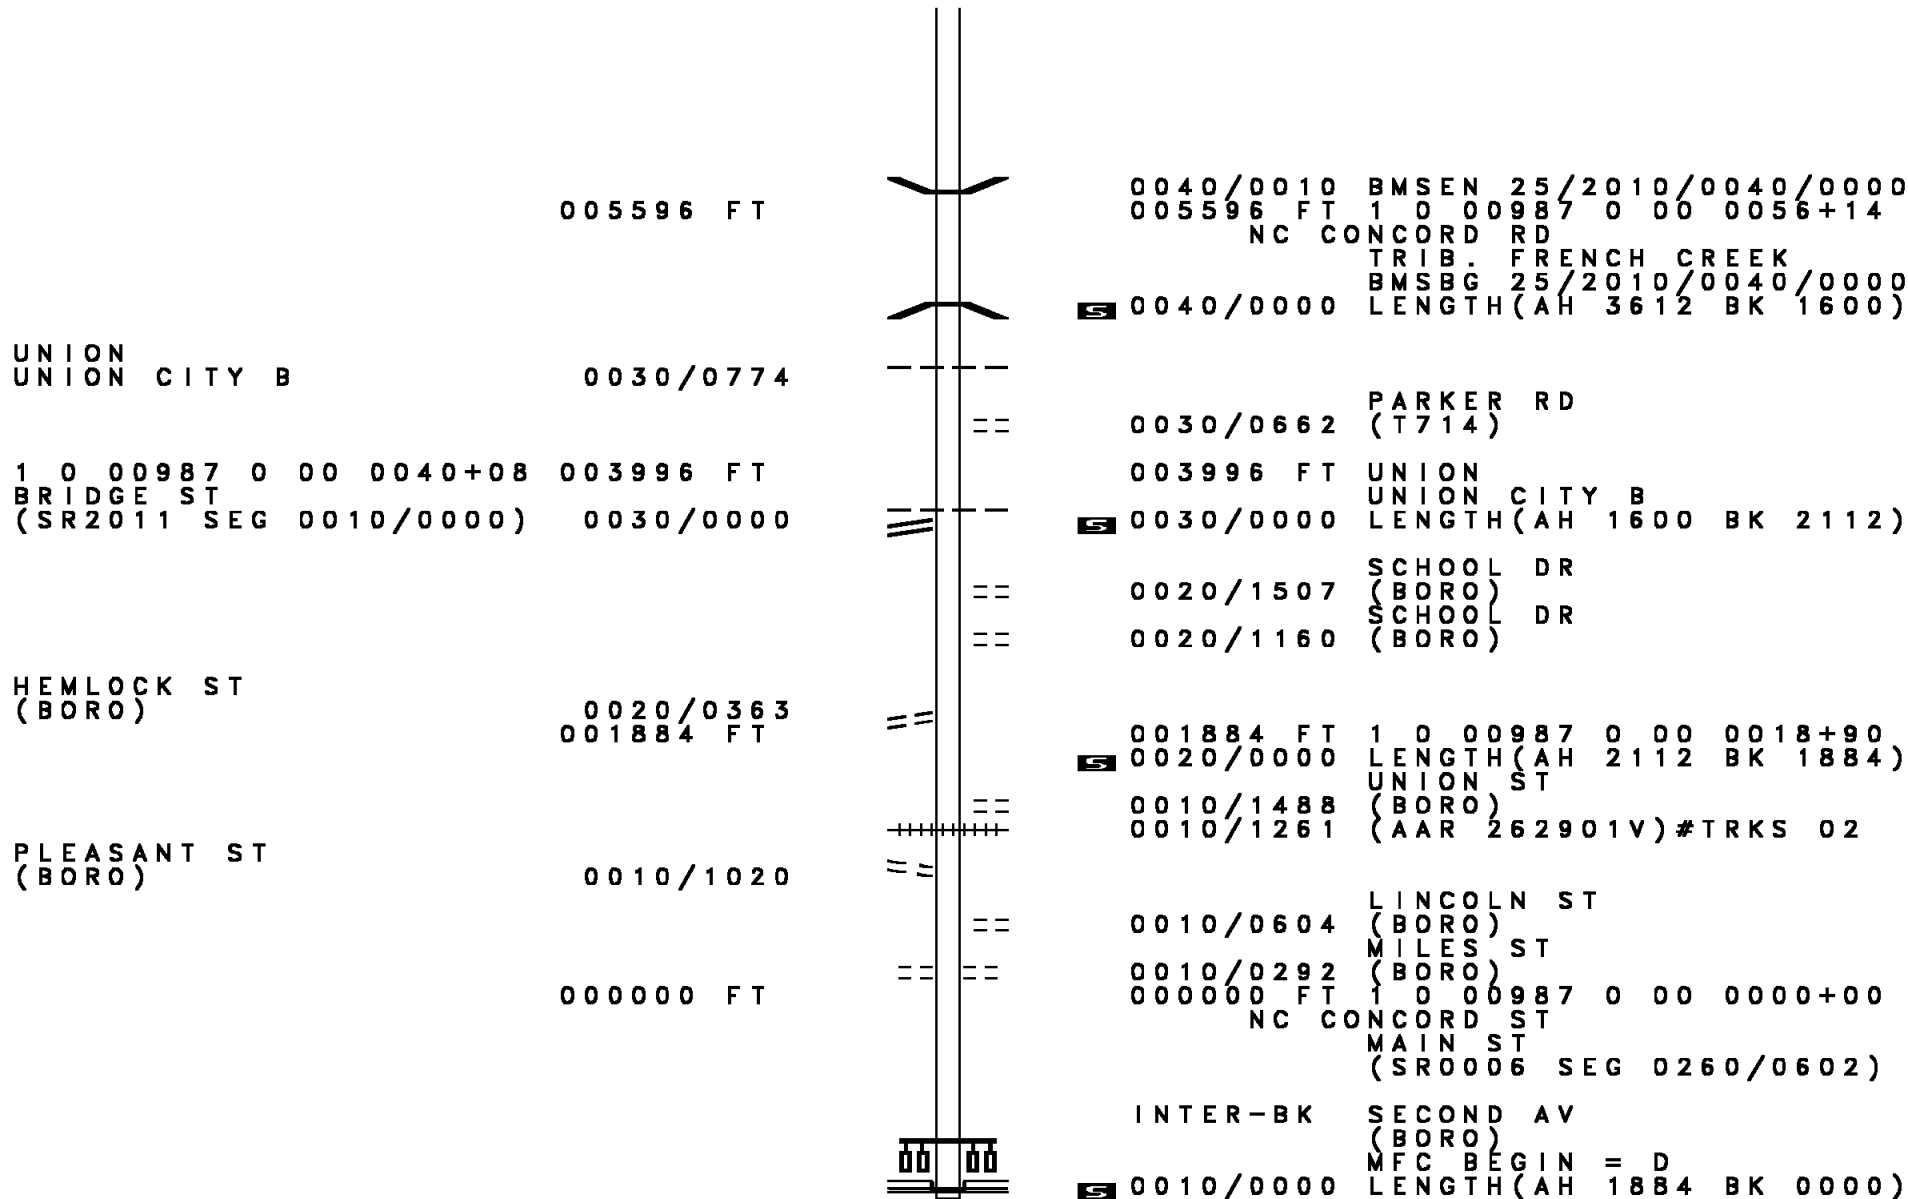 0040/0010 BMSEN 25/2010/0040/0000
005596 FT 005596 FT 1 0 00987 0 00 0056+14
NC CONCORD RD
TRIB. FRENCH CREEK
BMSBG 25/2010/0040/0000
S 0040/0000 LENGTH(AH 3612 BK 1600)
UNION
UNION CITY B 0030/0774
PARKER RD
0030/0662 (T714)
1 0 00987 0 00 0040+08 003996 FT 003996 FT UNION
BRIDGE ST UNION CITY B
(SR2011 SEG 0010/0000) 0030/0000 S 0030/0000 LENGTH(AH 1600 BK 2112)
SCHOOL DR
0020/1507 (BORO)
SCHOOL DR
0020/1160 (BORO)
HEMLOCK ST
(BORO) 0020/0363
001884 FT 001884 FT 1 0 00987 0 00 0018+90
S 0020/0000 LENGTH(AH 2112 BK 1884)
UNION ST
0010/1488 (BORO)
0010/1261 (AAR 262901V)#TRKS 02
PLEASANT ST
(BORO) 0010/1020
LINCOLN ST
0010/0604 (BORO)
MILES ST
0010/0292 (BORO)
000000 FT 000000 FT 1 0 00987 0 00 0000+00
NC CONCORD ST
MAIN ST
(SR0006 SEG 0260/0602)
INTER-BK SECOND AV
(BORO)
MFC BEGIN = D
S 0010/0000 LENGTH(AH 1884 BK 0000)